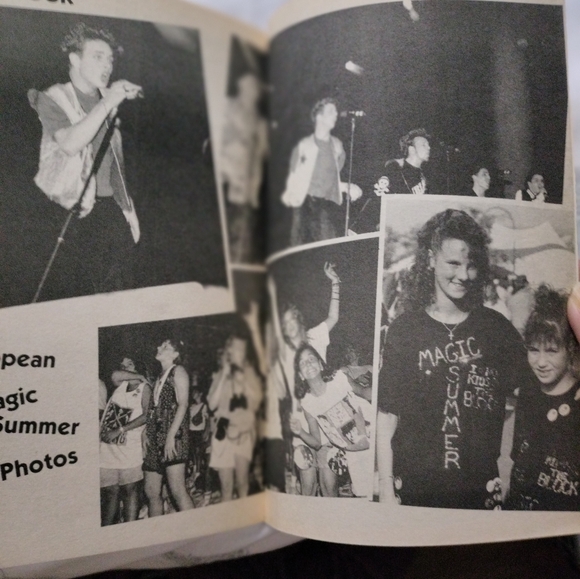 pean
agic
Summer
Photos
MAGIC
SUMMER
KIDS
BLOCK
BLOCK